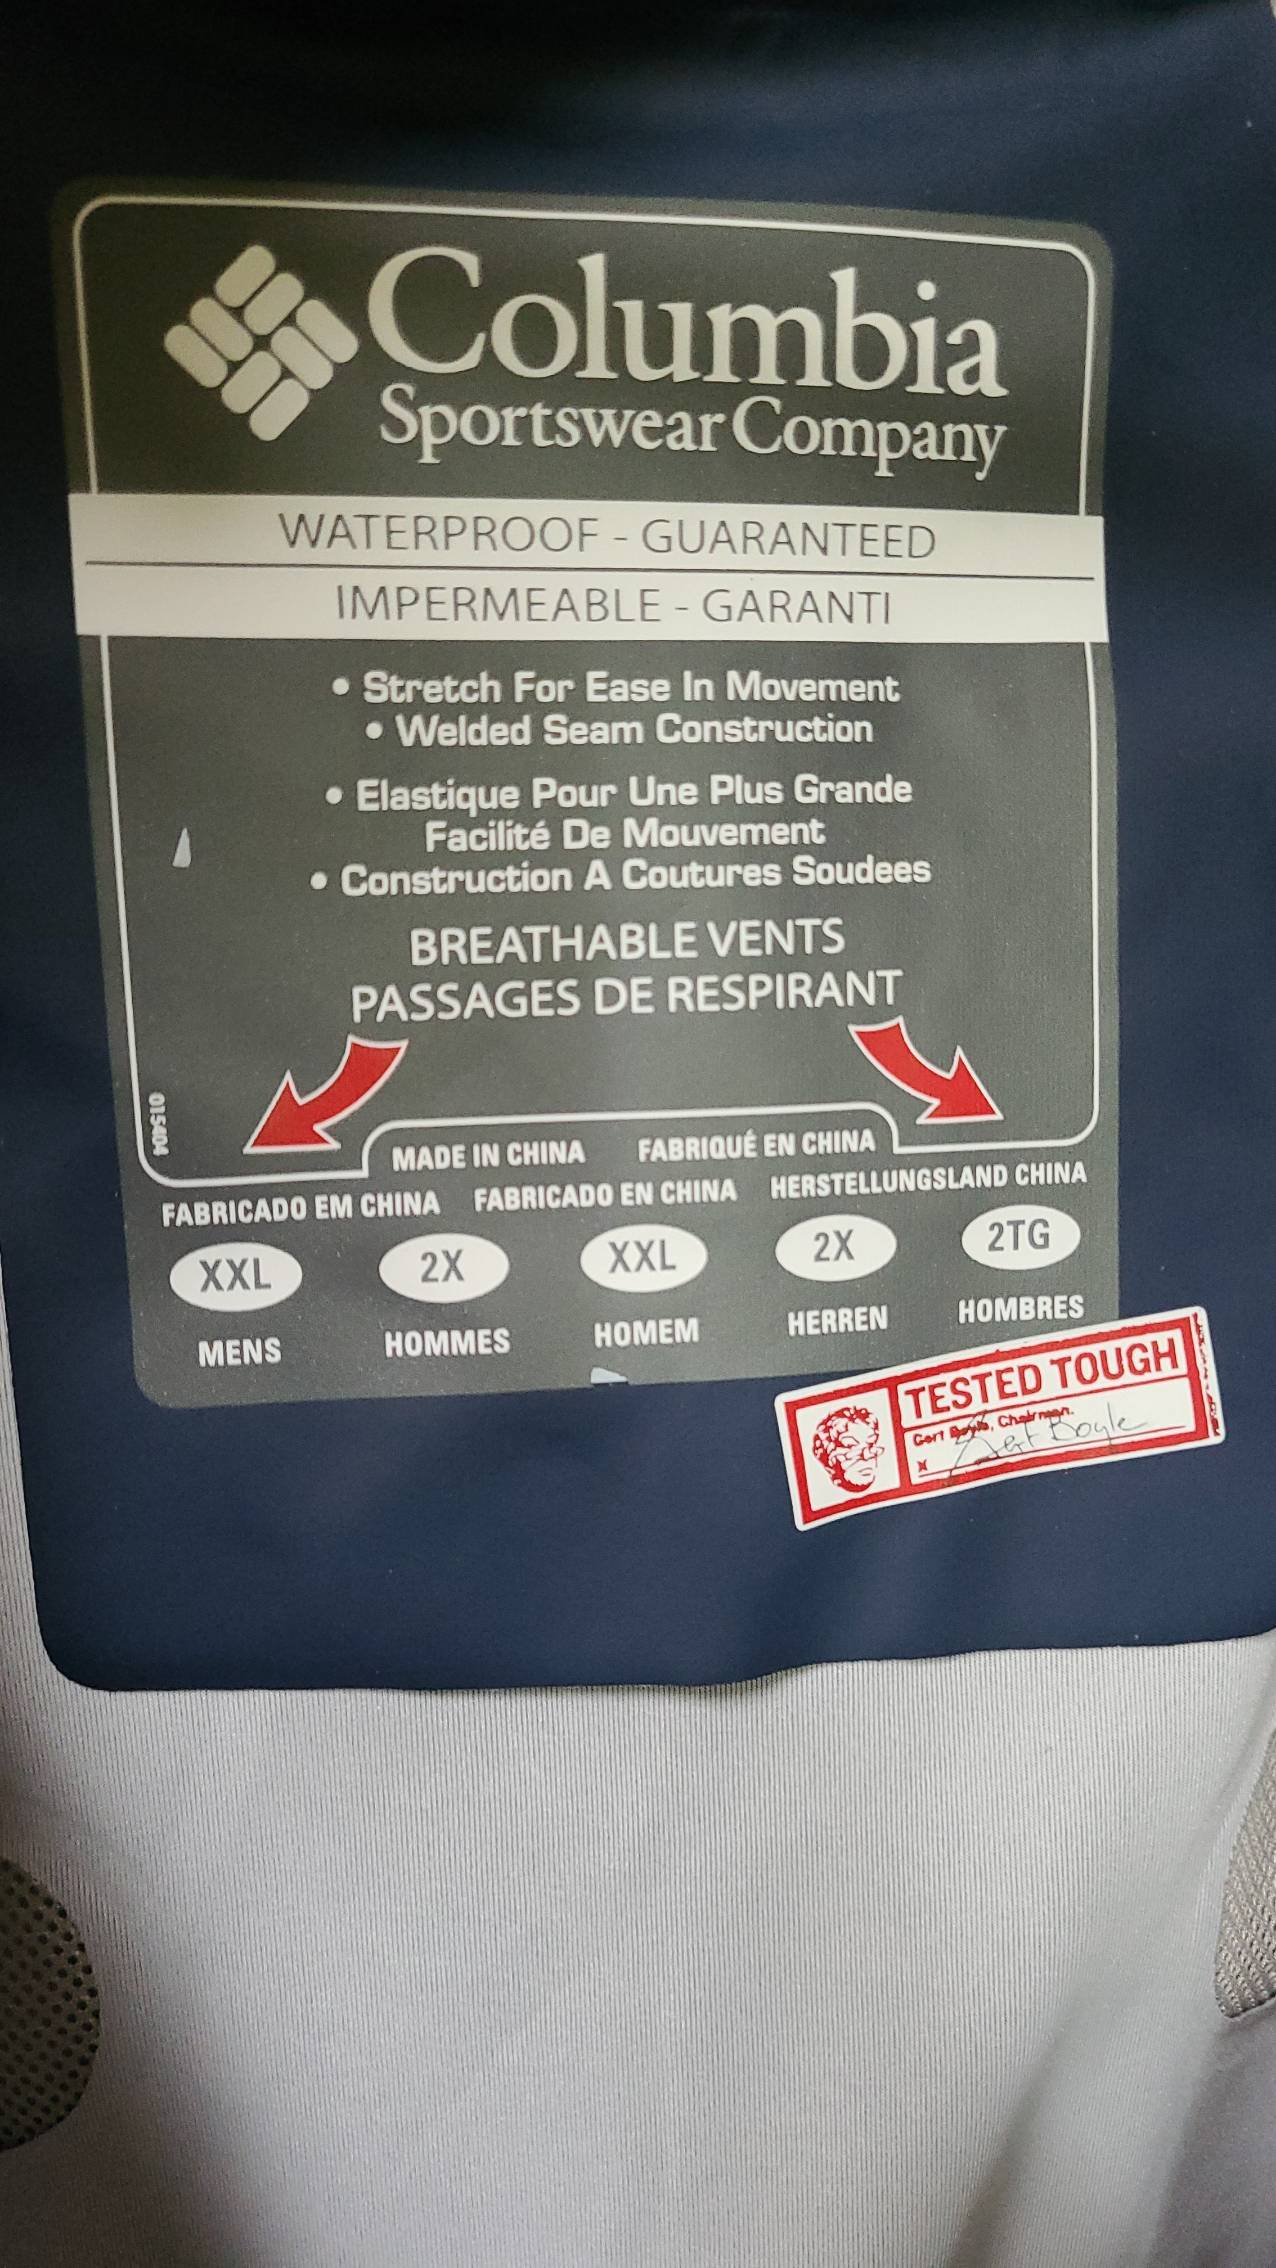 Columbia
Sportswear Company
WATERPROOF - GUARANTEED
IMPERMEABLE - GARANTI
• Stretch For Ease In Movement
• Welded Seam Construction
• Elastique Pour Une Plus Grande
Facilité De Mouvement
• Construction A Coutures Soudees
BREATHABLE VENTS
PASSAGES DE RESPIRANT
015404
MADE IN CHINA FABRIQUÉ EN CHINA
FABRICADO EM CHINA FABRICADO EN CHINA HERSTELLUNGSLAND CHINA
XXL 2X XXL 2X 2TG
MENS HOMMES HOMEM HERREN HOMBRES
TESTED TOUGH
Gert Boyle, Chairman.
x Gert Boyle